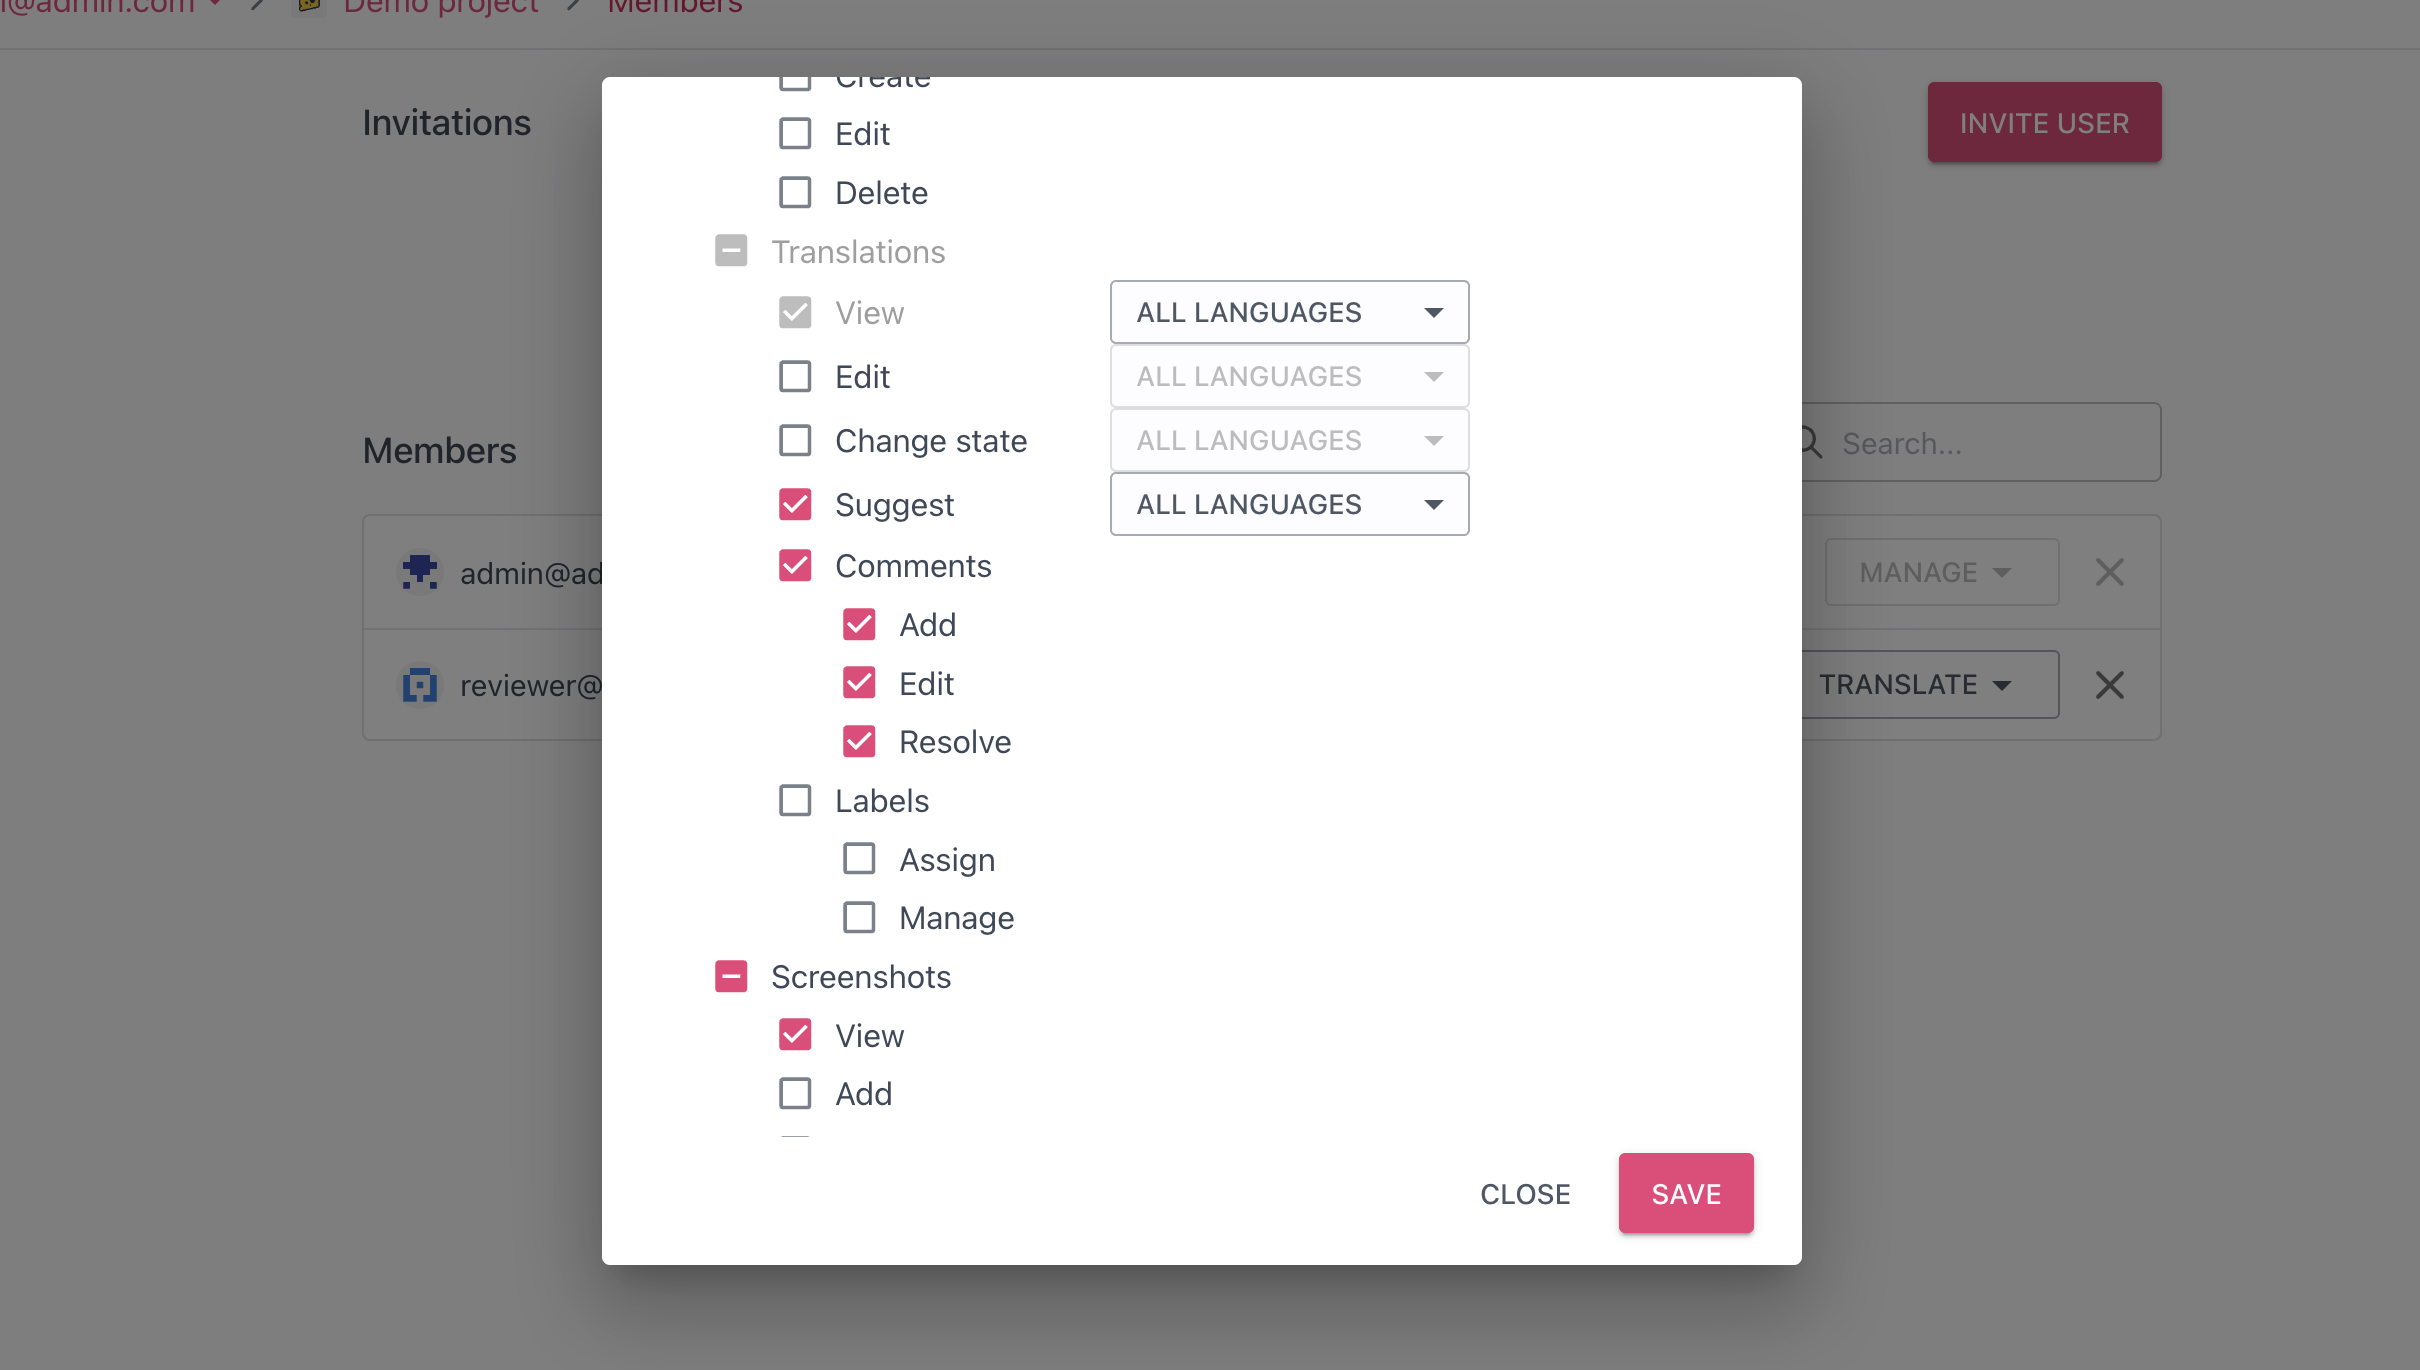 @admin.com / Demo project / Members
Invitations
INVITE USER
Create
Edit
Delete
Translations
View ALL LANGUAGES
Edit ALL LANGUAGES
Change state ALL LANGUAGES
Suggest ALL LANGUAGES
Comments
Add
Edit
Resolve
Labels
Assign
Manage
Screenshots
View
Add
CLOSE SAVE
Members
Search...
admin@ad
MANAGE
reviewer@
TRANSLATE